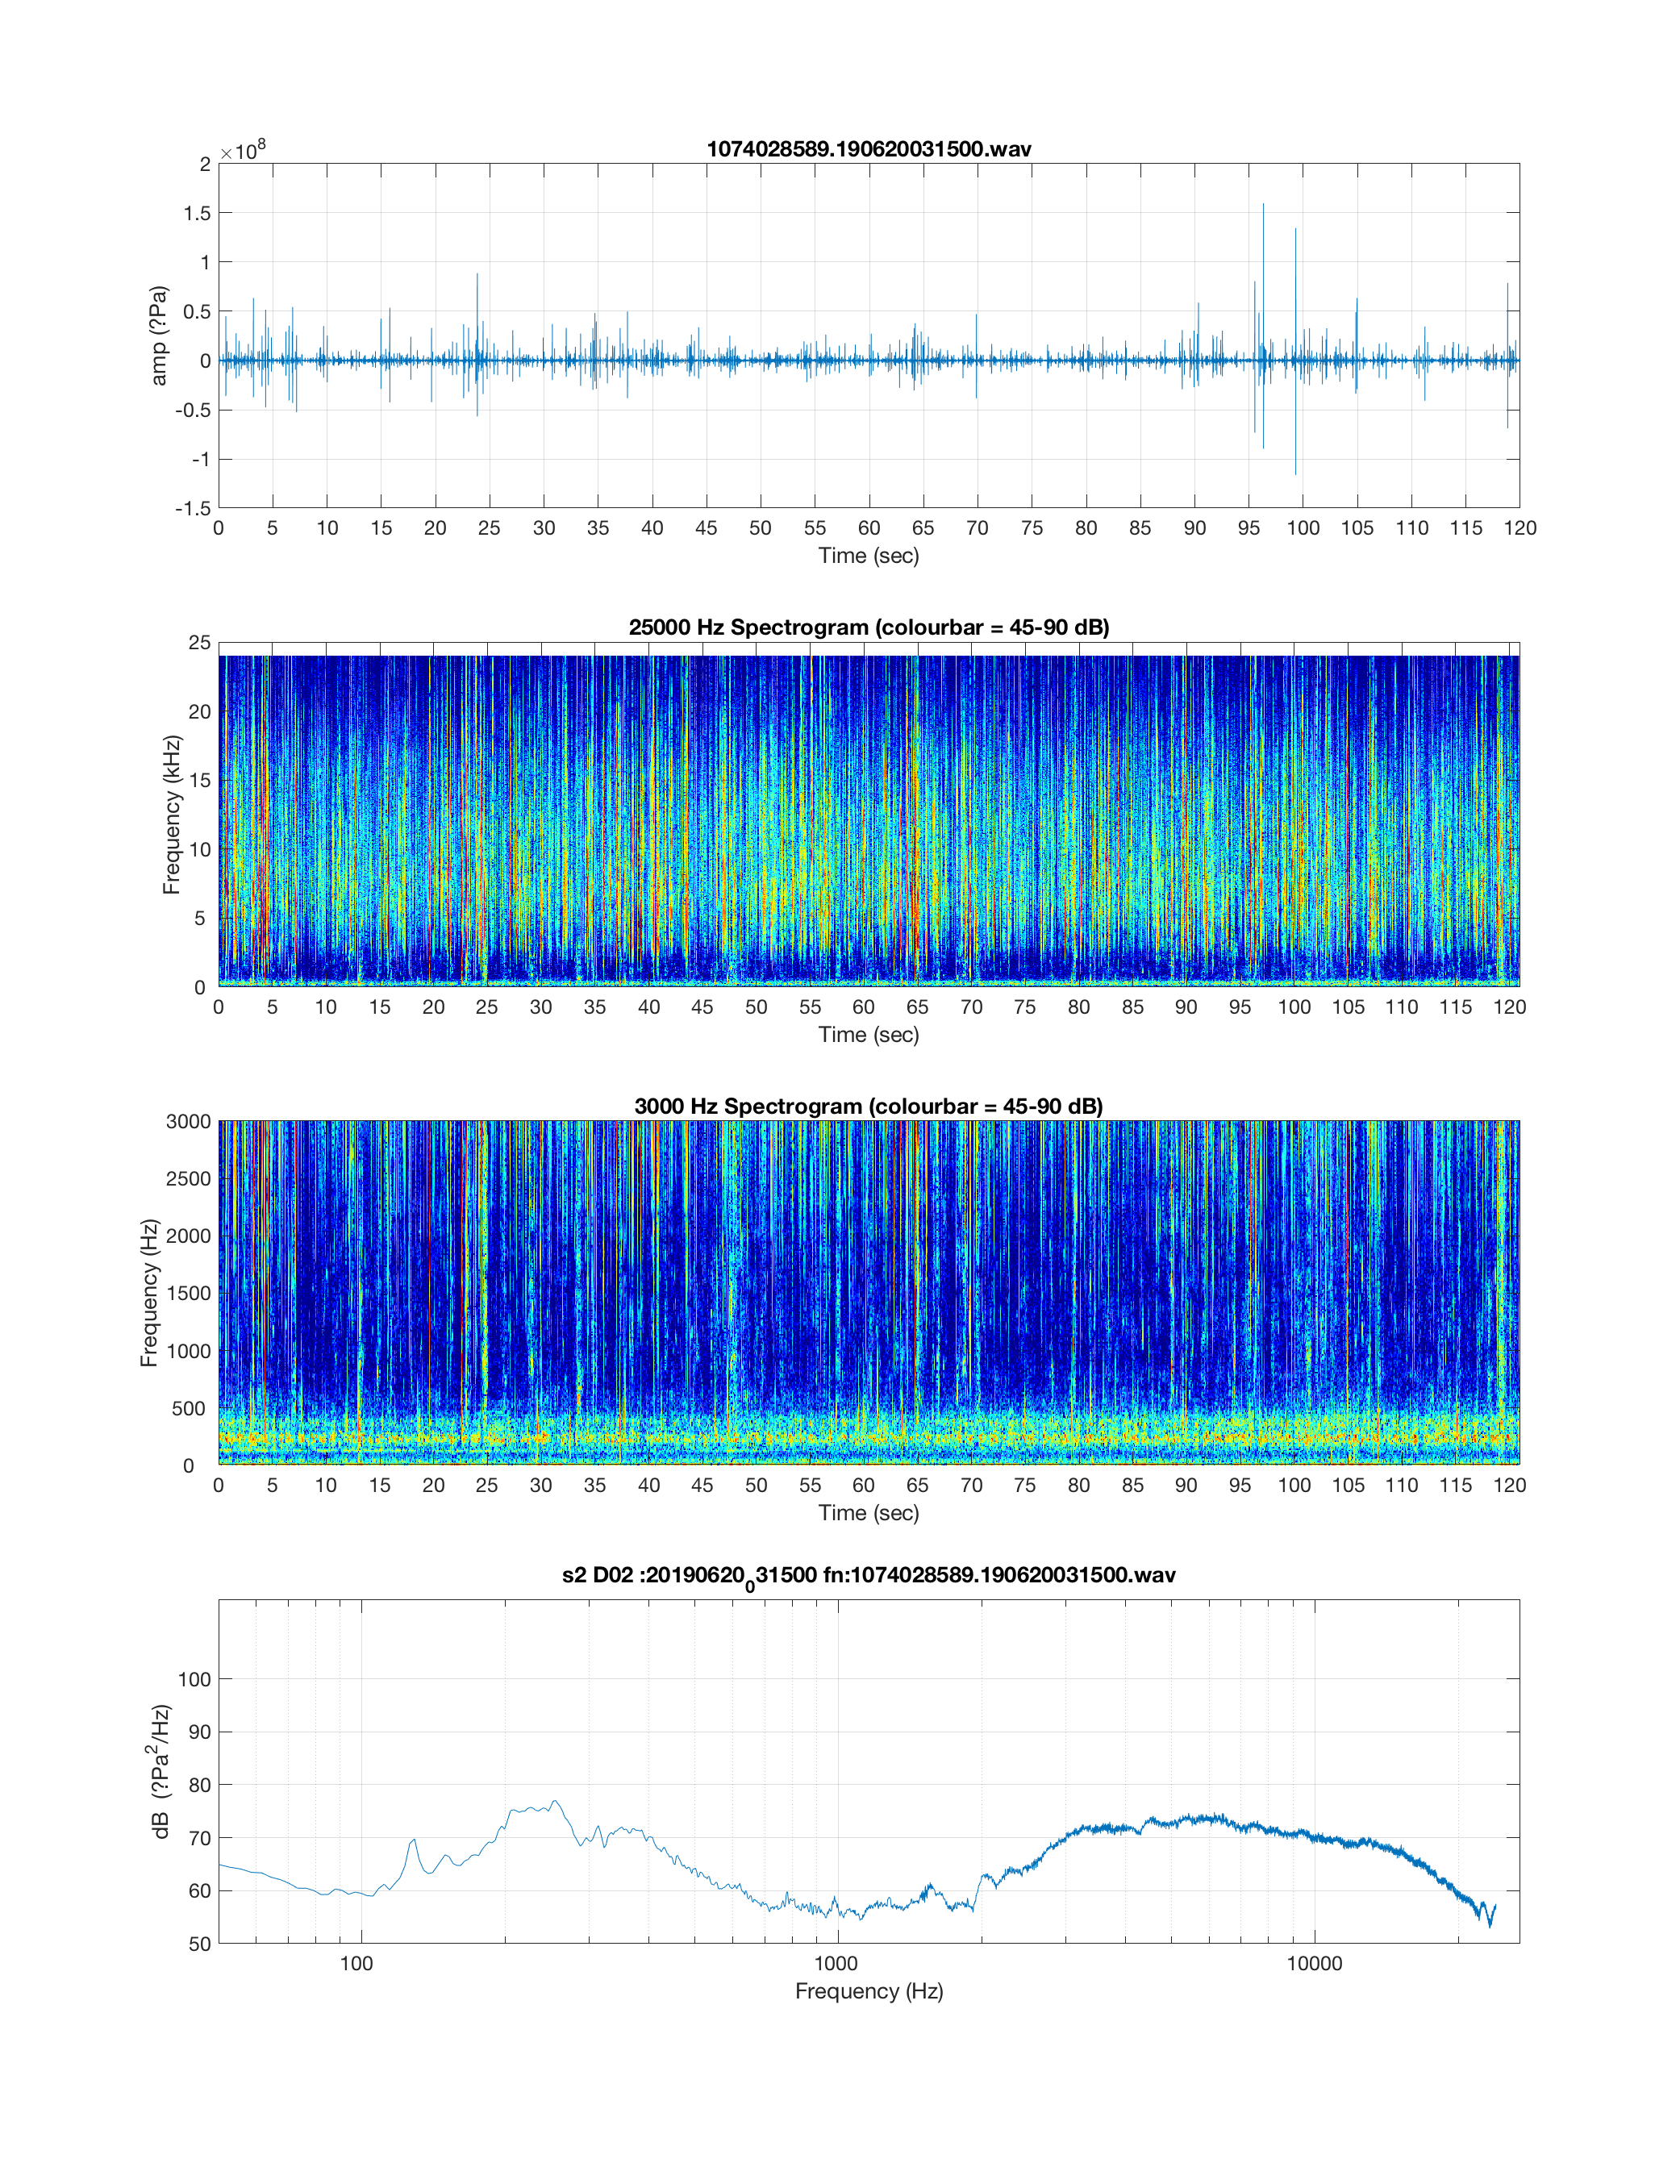 1074028589.190620031500.wav
×10^8
2
1.5
1
0.5
0
-0.5
-1
-1.5
amp (?Pa)
0 5 10 15 20 25 30 35 40 45 50 55 60 65 70 75 80 85 90 95 100 105 110 115 120
Time (sec)
25000 Hz Spectrogram (colourbar = 45-90 dB)
25
20
15
10
5
0
Frequency (kHz)
0 5 10 15 20 25 30 35 40 45 50 55 60 65 70 75 80 85 90 95 100 105 110 115 120
Time (sec)
3000 Hz Spectrogram (colourbar = 45-90 dB)
3000
2500
2000
1500
1000
500
0
Frequency (Hz)
0 5 10 15 20 25 30 35 40 45 50 55 60 65 70 75 80 85 90 95 100 105 110 115 120
Time (sec)
s2 D02 :20190620_031500 fn:1074028589.190620031500.wav
100
90
80
70
60
50
dB (?Pa^2/Hz)
100 1000 10000
Frequency (Hz)